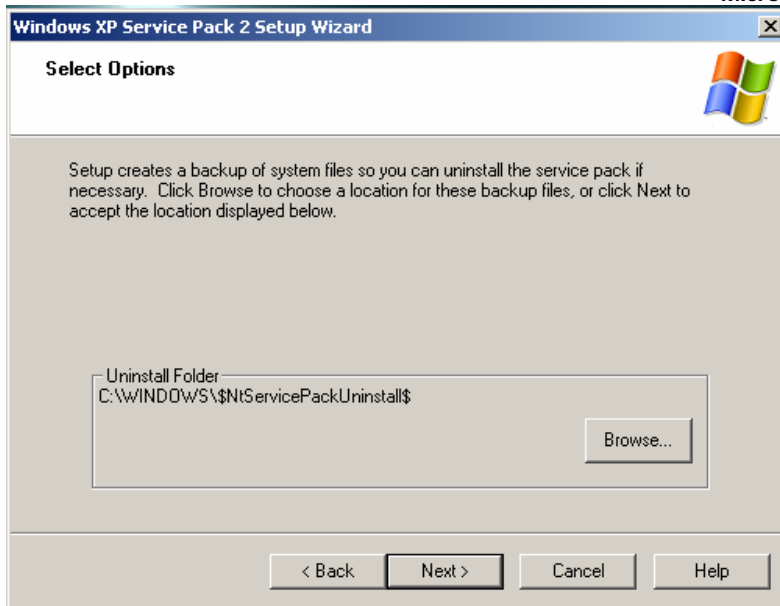 Windows XP Service Pack 2 Setup Wizard
Select Options
Setup creates a backup of system files so you can uninstall the service pack if
necessary. Click Browse to choose a location for these backup files, or click Next to
accept the location displayed below.
Uninstall Folder
C:\WINDOWS\$NtServicePackUninstall$
Browse...
< Back
Next >
Cancel
Help